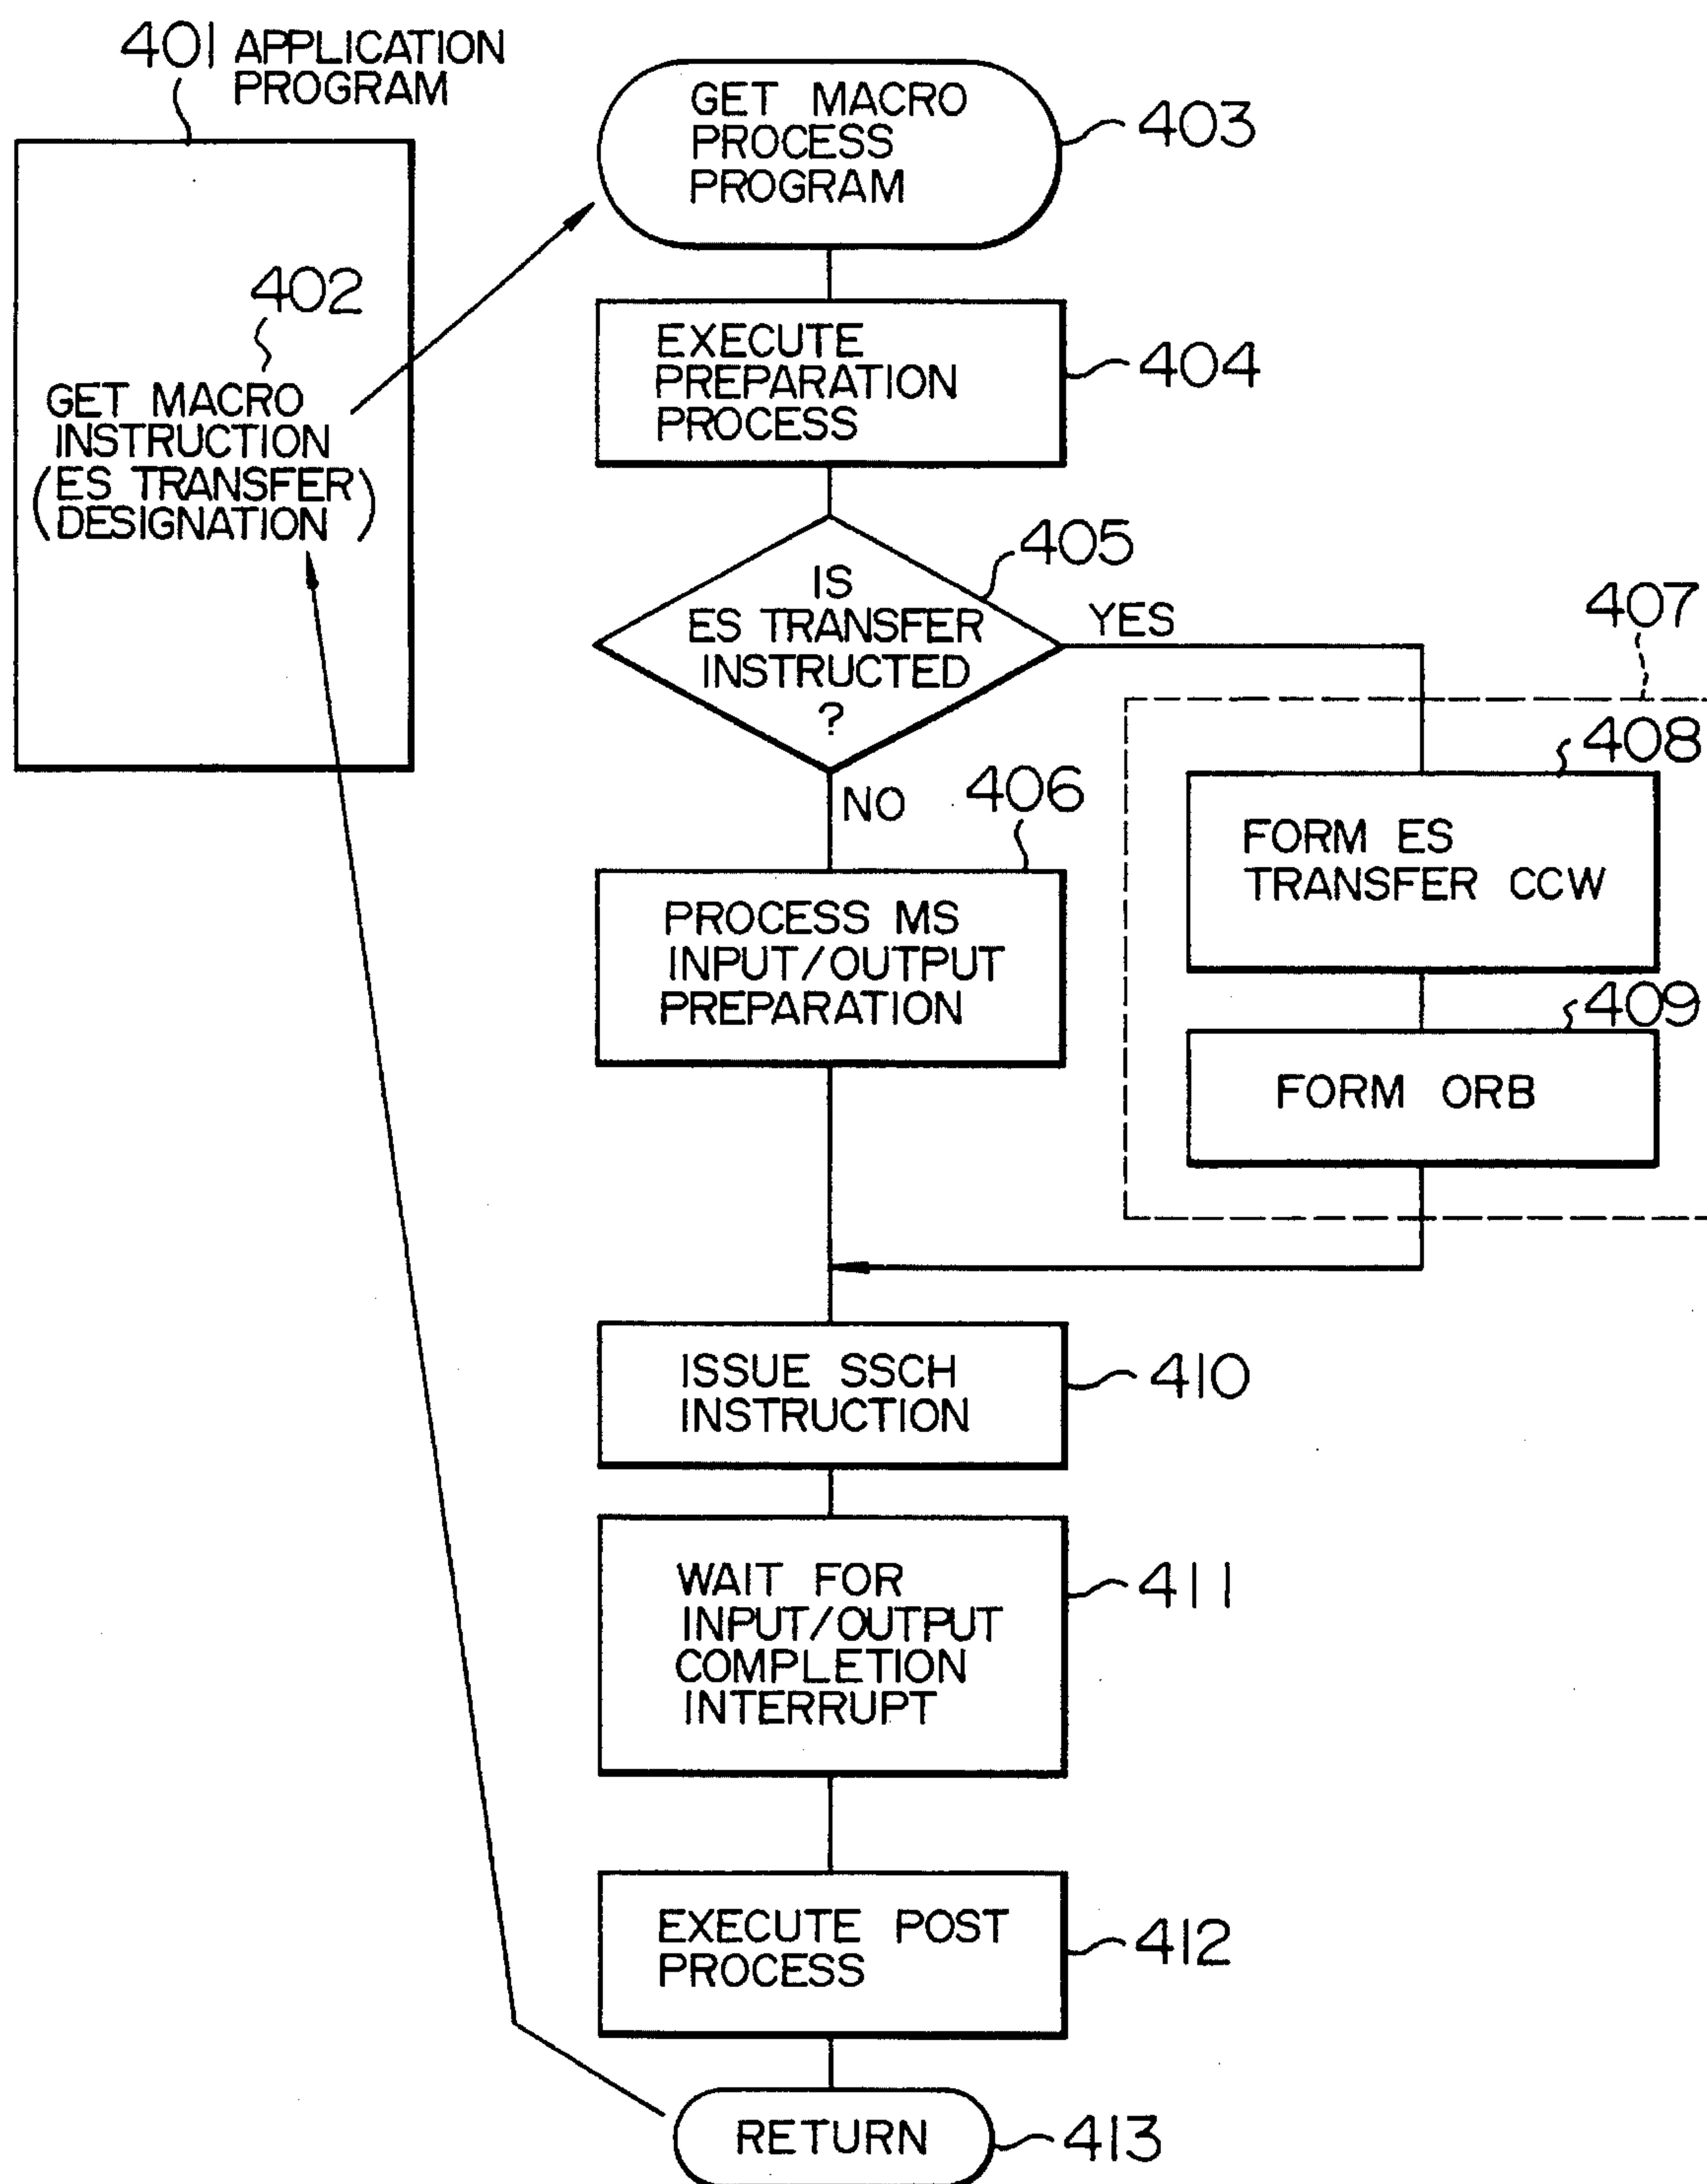 401 APPLICATION
PROGRAM
402
GET MACRO
INSTRUCTION
(ES TRANSFER
DESIGNATION)
GET MACRO
PROCESS
PROGRAM
403
EXECUTE
PREPARATION
PROCESS
404
405
IS
ES TRANSFER
INSTRUCTED
?
YES
NO
406
PROCESS MS
INPUT/OUTPUT
PREPARATION
407
408
FORM ES
TRANSFER CCW
409
FORM ORB
ISSUE SSCH
INSTRUCTION
410
WAIT FOR
INPUT/OUTPUT
COMPLETION
INTERRUPT
411
EXECUTE POST
PROCESS
412
RETURN
413